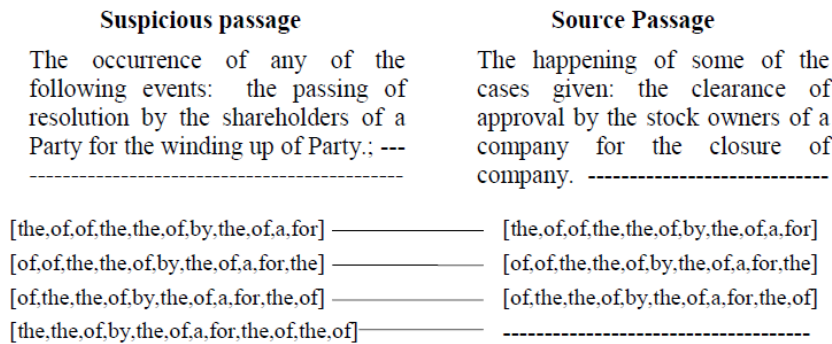 Suspicious passage
The occurrence of any of the
following events: the passing of
resolution by the shareholders of a
Party for the winding up of Party.; ---
---------------------------------------------
Source Passage
The happening of some of the
cases given: the clearance of
approval by the stock owners of a
company for the closure of
company. -----------------------------
[the,of,of,the,the,of,by,the,of,a,for] [the,of,of,the,the,of,by,the,of,a,for]
[of,of,the,the,of,by,the,of,a,for,the] [of,of,the,the,of,by,the,of,a,for,the]
[of,the,the,of,by,the,of,a,for,the,of] [of,the,the,of,by,the,of,a,for,the,of]
[the,the,of,by,the,of,a,for,the,of,the,of] -------------------------------------